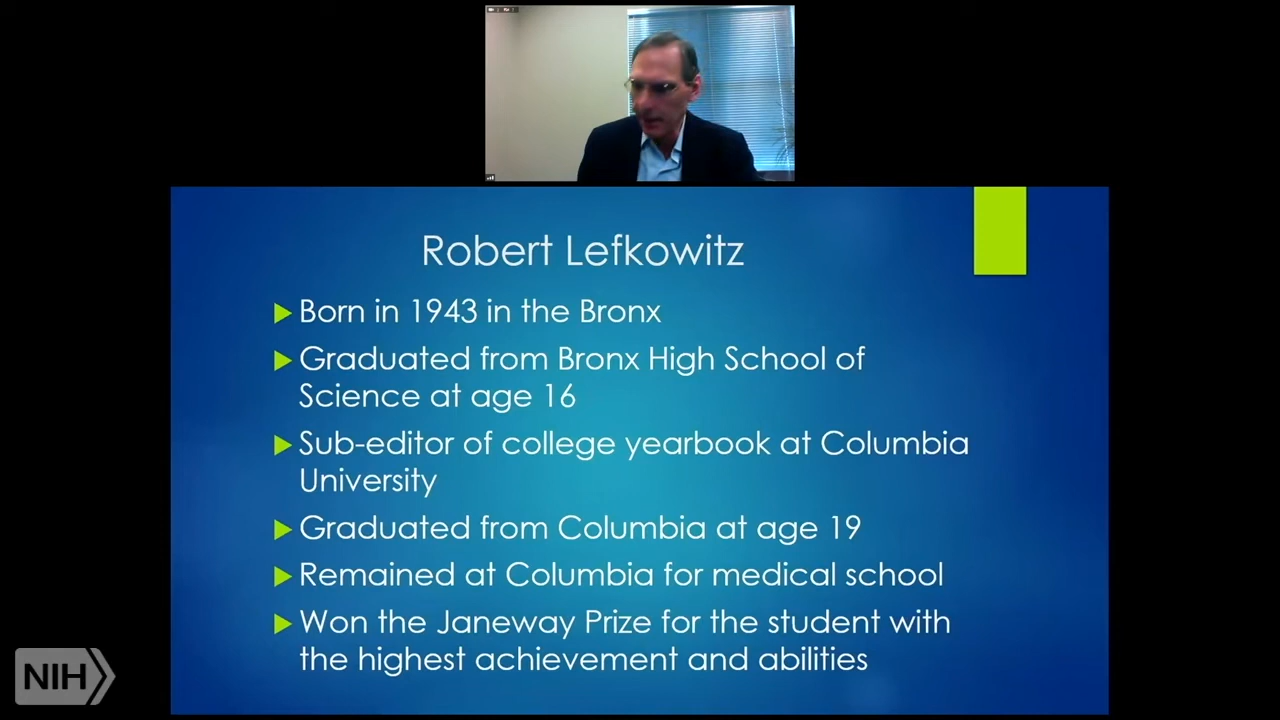 Robert Lefkowitz
Born in 1943 in the Bronx
Graduated from Bronx High School of
Science at age 16
Sub-editor of college yearbook at Columbia
University
Graduated from Columbia at age 19
Remained at Columbia for medical school
Won the Janeway Prize for the student with
the highest achievement and abilities
NIH